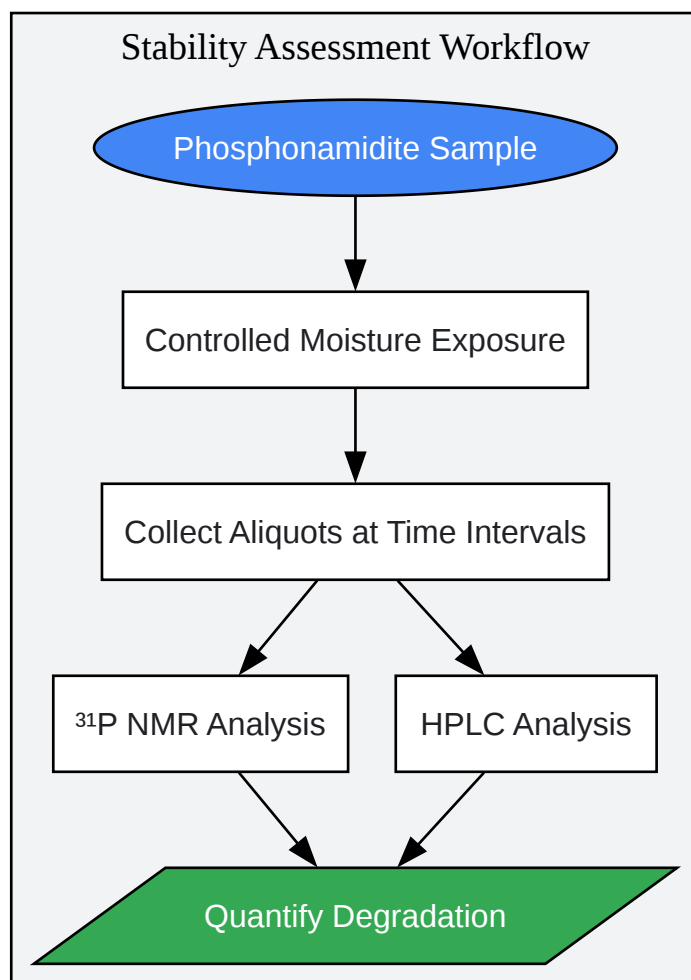 Stability Assessment Workflow
Phosphonamidite Sample
Controlled Moisture Exposure
Collect Aliquots at Time Intervals
³¹P NMR Analysis
HPLC Analysis
Quantify Degradation